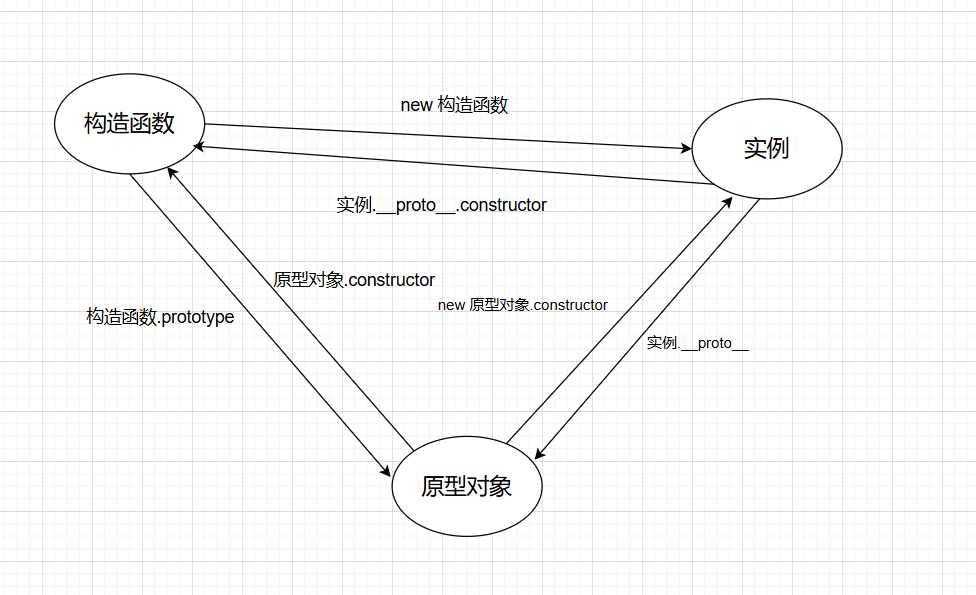 new 构造函数
构造函数
实例
实例.__proto__.constructor
原型对象.constructor
new 原型对象.constructor
构造函数.prototype
实例.__proto__
原型对象